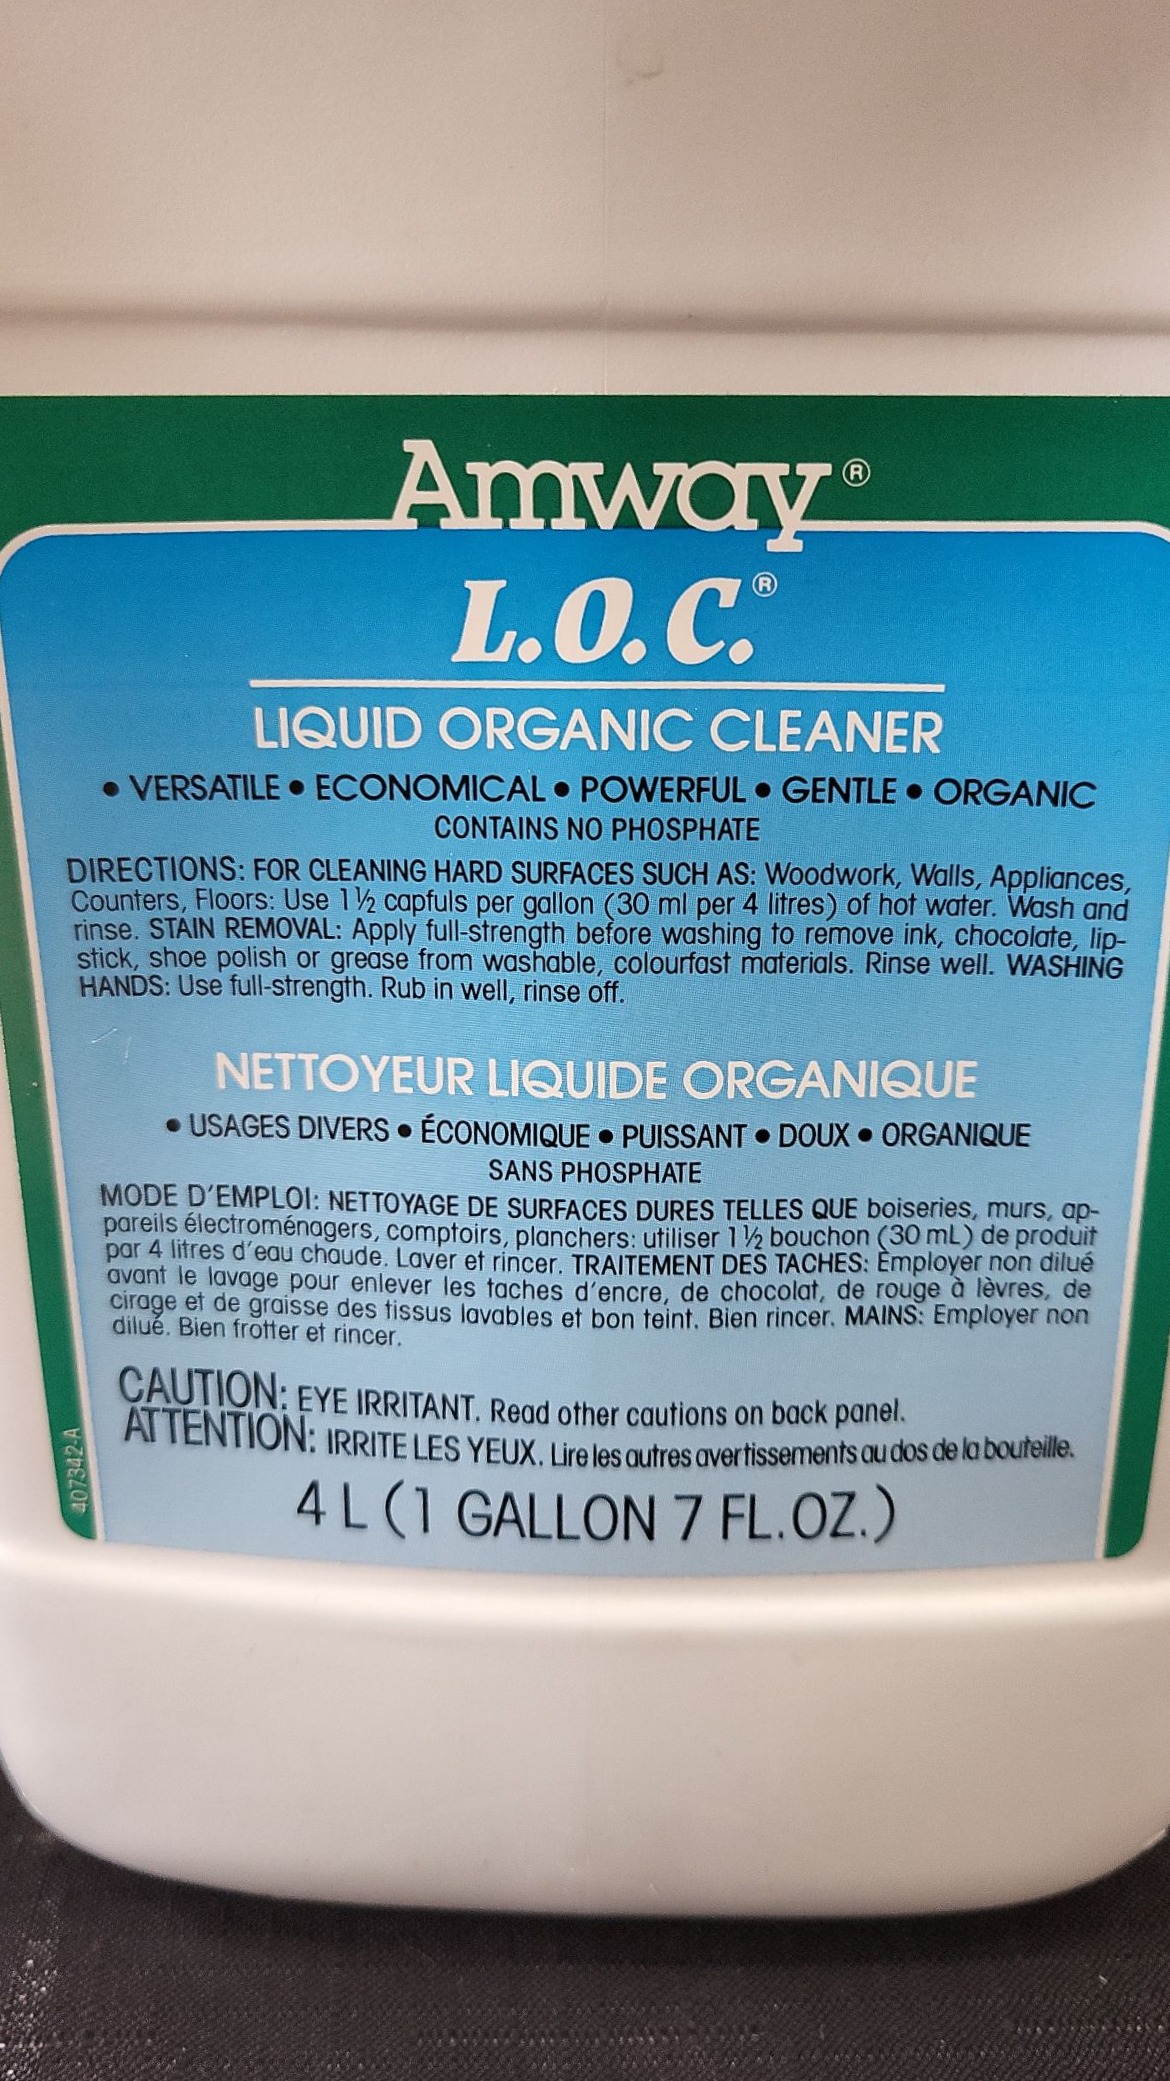 Amway®
L.O.C.®
LIQUID ORGANIC CLEANER
• VERSATILE • ECONOMICAL • POWERFUL • GENTLE • ORGANIC
CONTAINS NO PHOSPHATE
DIRECTIONS: FOR CLEANING HARD SURFACES SUCH AS: Woodwork, Walls, Appliances,
Counters, Floors: Use 1½ capfuls per gallon (30 ml per 4 litres) of hot water. Wash and
rinse. STAIN REMOVAL: Apply full-strength before washing to remove ink, chocolate, lip-
stick, shoe polish or grease from washable, colourfast materials. Rinse well. WASHING
HANDS: Use full-strength. Rub in well, rinse off.
NETTOYEUR LIQUIDE ORGANIQUE
• USAGES DIVERS • ÉCONOMIQUE • PUISSANT • DOUX • ORGANIQUE
SANS PHOSPHATE
MODE D'EMPLOI: NETTOYAGE DE SURFACES DURES TELLES QUE boiseries, murs, ap-
pareils électroménagers, comptoirs, planchers: utiliser 1½ bouchon (30 mL) de produit
par 4 litres d'eau chaude. Laver et rincer. TRAITEMENT DES TACHES: Employer non dilué
avant le lavage pour enlever les taches d'encre, de chocolat, de rouge à lèvres, de
cirage et de graisse des tissus lavables et bon teint. Bien rincer. MAINS: Employer non
dilué. Bien frotter et rincer.
CAUTION: EYE IRRITANT. Read other cautions on back panel.
ATTENTION: IRRITE LES YEUX. Lire les autres avertissements au dos de la bouteille.
4 L (1 GALLON 7 FL.OZ.)
407342-A